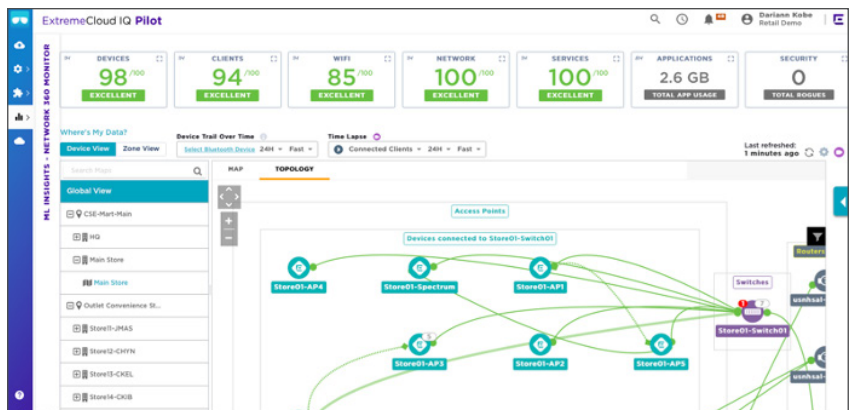 ExtremeCloud IQ Pilot
Dariann Kobe
Retail Demo
ML INSIGHTS - NETWORK 360 MONITOR
DEVICES
98 /100
EXCELLENT
CLIENTS
94 /100
EXCELLENT
WIFI
85 /100
EXCELLENT
NETWORK
100 /100
EXCELLENT
SERVICES
100 /100
EXCELLENT
APPLICATIONS
2.6 GB
TOTAL APP USAGE
SECURITY
0
TOTAL ROGUES
Where's My Data?
Device View Zone View
Device Trail Over Time
Select Bluetooth Device 24H Fast
Time Lapse
Connected Clients 24H Fast
Last refreshed:
1 minutes ago
Search Maps
MAP TOPOLOGY
Global View
CSE-Mart-Main
HQ
Main Store
Main Store
Outlet Convenience St...
Store11-JMAS
Store12-CHYN
Store13-CKEL
Store14-CKIB
Access Points
Devices connected to Store01-Switch01
Store01-AP4
Store01-Spectrum
Store01-AP1
Store01-AP3
5
Store01-AP2
Store01-AP5
Switches
1 7
Store01-Switch01
Routers
usnhsal-
usnhsal-